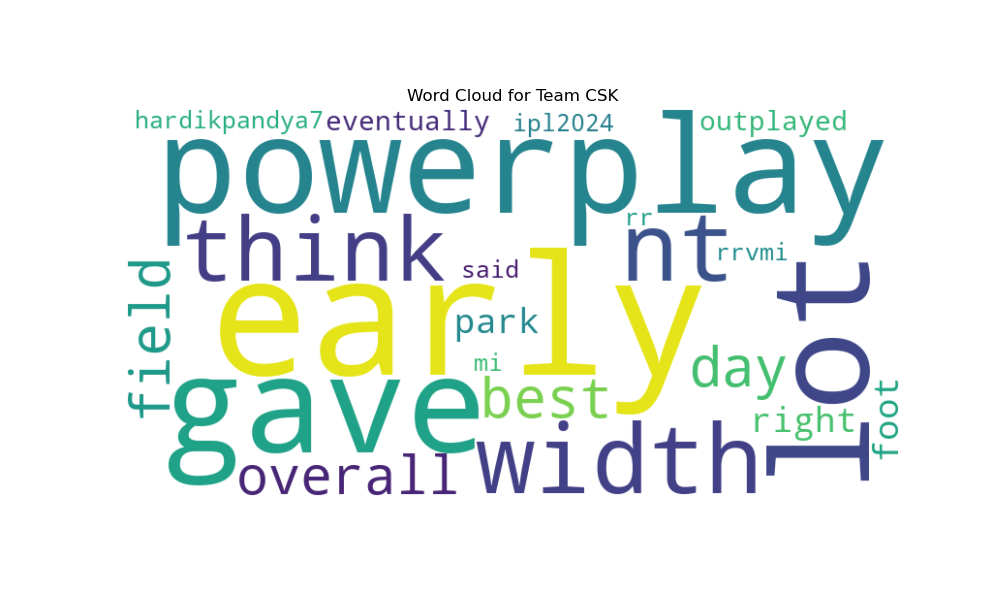 Word Cloud for Team CSK
hardikpandya7 eventually ipl2024 outplayed
powerplay
think rr nt rrvmi
said
early
field park lot
mi day
gave best
right foot
overall width